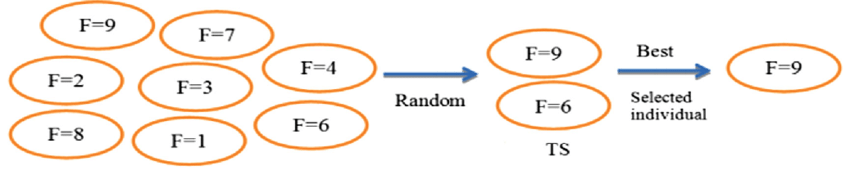 F=9
F=7
F=4
F=2
F=3
F=8
F=1
F=6
Random
F=9
F=6
TS
Best
Selected
individual
F=9